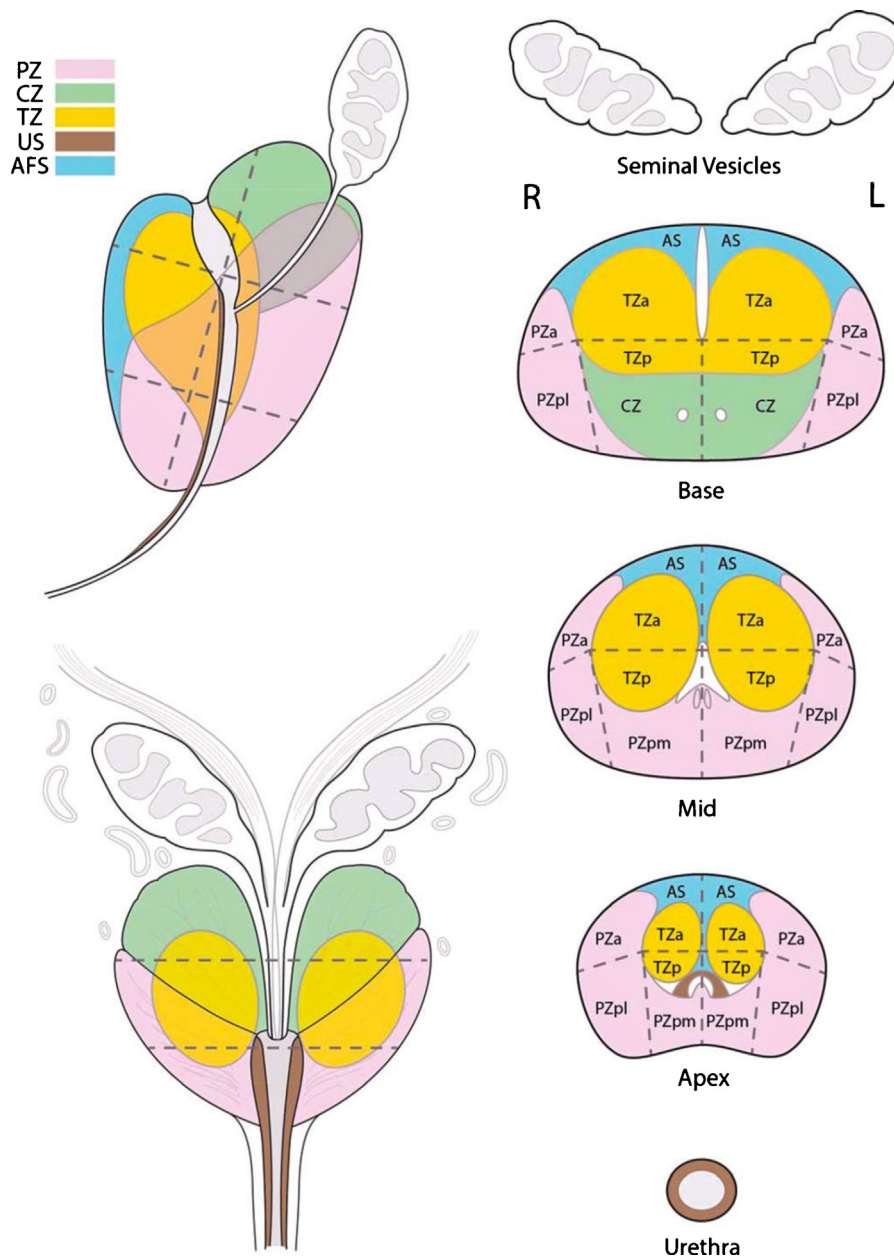 PZ
CZ
TZ
US
AFS
Seminal Vesicles
R L
AS AS
TZa TZa
PZa PZa
TZp TZp
PZpl PZpl
CZ CZ
Base
AS AS
TZa TZa
PZa PZa
TZp TZp
PZpl PZpl
PZpm PZpm
Mid
AS AS
TZa TZa
PZa PZa
TZp TZp
PZpl PZpl
PZpm PZpm
Apex
Urethra